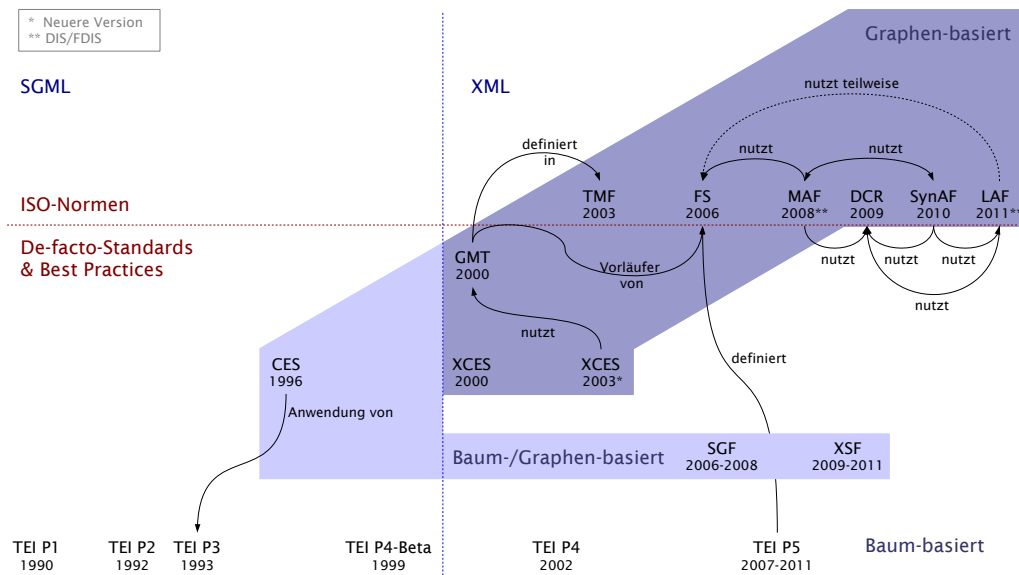 * Neuere Version
** DIS/FDIS
Graphen-basiert
SGML
XML
nutzt teilweise
definiert
in
nutzt
nutzt
TMF
2003
FS
2006
MAF
2008**
DCR
2009
SynAF
2010
LAF
2011**
ISO-Normen
De-facto-Standards
& Best Practices
GMT
2000
Vorläufer
von
nutzt
nutzt
nutzt
nutzt
nutzt
CES
1996
XCES
2000
XCES
2003*
definiert
Anwendung von
Baum-/Graphen-basiert
SGF
2006-2008
XSF
2009-2011
TEI P1
1990
TEI P2
1992
TEI P3
1993
TEI P4-Beta
1999
TEI P4
2002
TEI P5
2007-2011
Baum-basiert